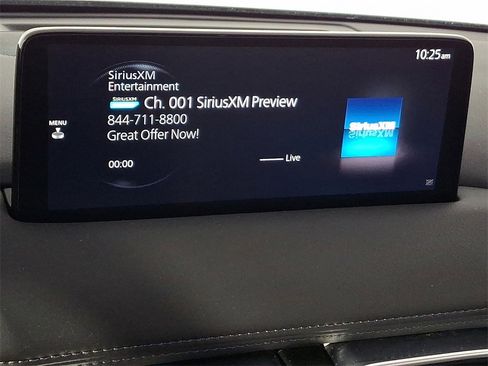 10:25am
SiriusXM
Entertainment
SIRIUSXM Ch. 001 SiriusXM Preview
844-711-8800
Great Offer Now!
MENU
00:00
Live
SiriusXM